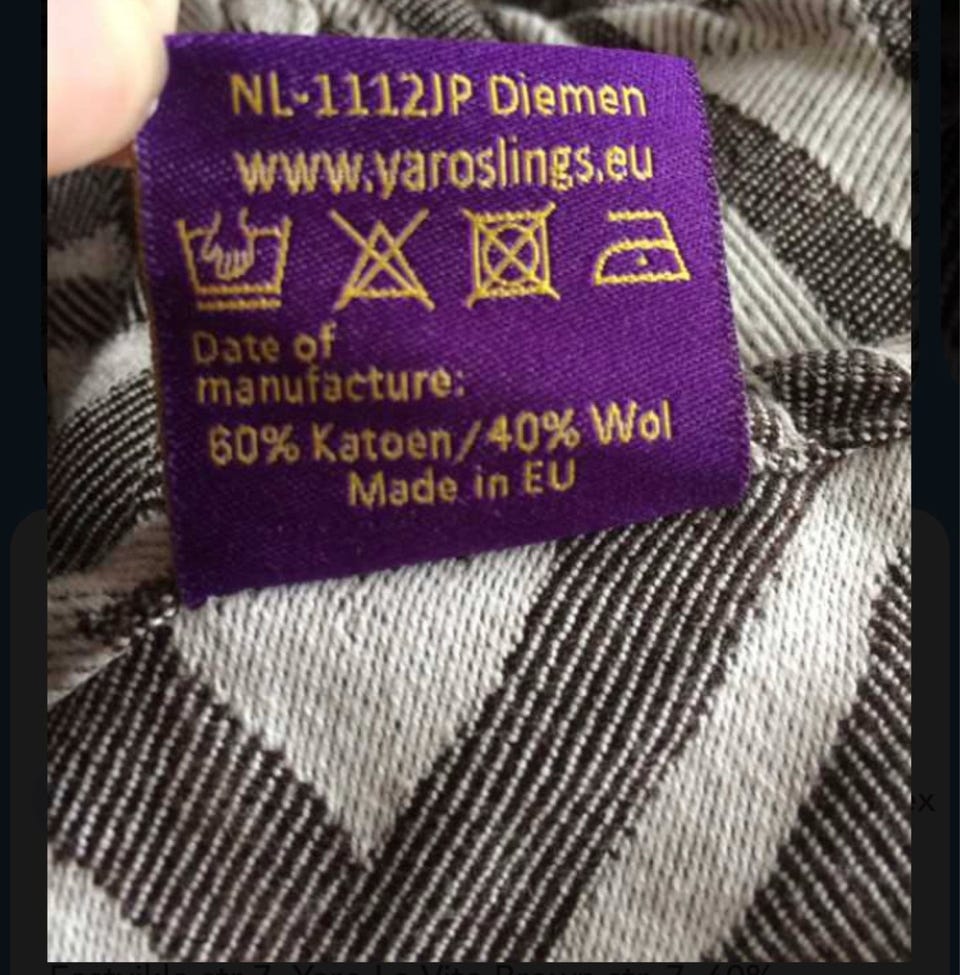 NL-1112JP Diemen
www.yaroslings.eu
Date of
manufacture:
60% Katoen/40% Wol
Made in EU